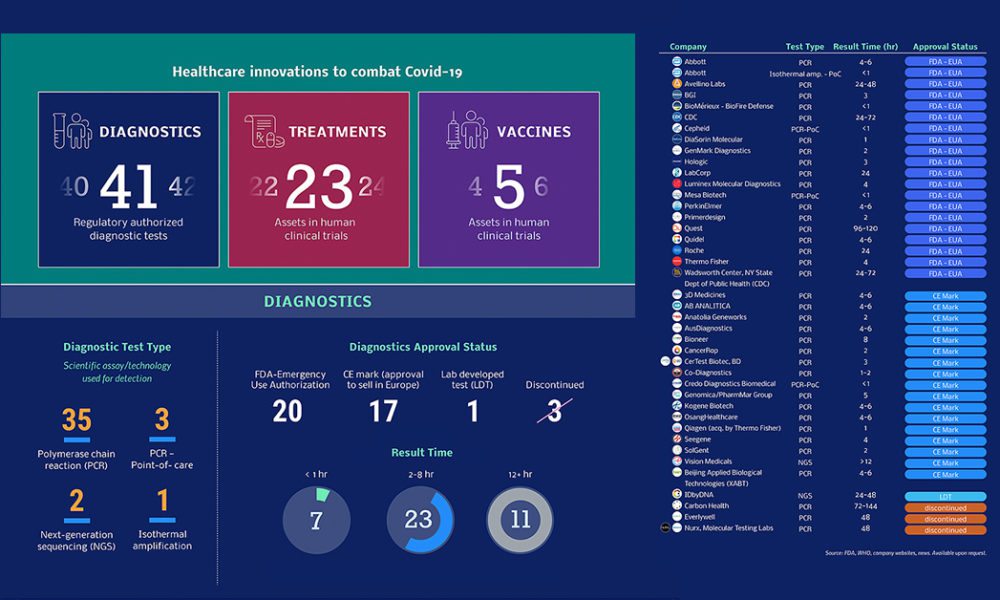 Healthcare innovations to combat Covid-19
DIAGNOSTICS
40 41 42
Regulatory authorized
diagnostic tests
TREATMENTS
22 23 24
Assets in human
clinical trials
VACCINES
4 5 6
Assets in human
clinical trials
DIAGNOSTICS
Diagnostic Test Type
Scientific assay/technology
used for detection
35
Polymerase chain
reaction (PCR)
3
PCR –
Point-of- care
2
Next-generation
sequencing (NGS)
1
Isothermal
amplification
Diagnostics Approval Status
FDA-Emergency
Use Authorization
20
CE mark (approval
to sell in Europe)
17
Lab developed
test (LDT)
1
Discontinued
3
Result Time
< 1 hr
7
2-8 hr
23
12+ hr
11
Company Test Type Result Time (hr) Approval Status
Abbott PCR 4-6 FDA - EUA
Abbott Isothermal amp. - PoC <1 FDA - EUA
Avellino Labs PCR 24-48 FDA - EUA
BGI PCR 3 FDA - EUA
BioMérieux - BioFire Defense PCR <1 FDA - EUA
CDC PCR 24-72 FDA - EUA
Cepheid PCR-PoC <1 FDA - EUA
DiaSorin Molecular PCR 1 FDA - EUA
GenMark Diagnostics PCR 2 FDA - EUA
Hologic PCR 3 FDA - EUA
LabCorp PCR 24 FDA - EUA
Luminex Molecular Diagnostics PCR 4 FDA - EUA
Mesa Biotech PCR-PoC <1 FDA - EUA
PerkinElmer PCR 4-6 FDA - EUA
Primerdesign PCR 2 FDA - EUA
Quest PCR 96-120 FDA - EUA
Quidel PCR 4-6 FDA - EUA
Roche PCR 24 FDA - EUA
Thermo Fisher PCR 4 FDA - EUA
Wadsworth Center, NY State PCR 24-72 FDA - EUA
Dept of Public Health (CDC)
3D Medicines PCR 4-6 CE Mark
AB ANALITICA PCR 4-6 CE Mark
Anatolia Geneworks PCR 2 CE Mark
AusDiagnostics PCR 4-6 CE Mark
Bioneer PCR 8 CE Mark
CancerRop PCR 2 CE Mark
CerTest Biotec, BD PCR 3 CE Mark
Co-Diagnostics PCR 1-2 CE Mark
Credo Diagnostics Biomedical PCR-PoC <1 CE Mark
Genomica/PharmMar Group PCR 5 CE Mark
Kogene Biotech PCR 4-6 CE Mark
OsangHealthcare PCR 4-6 CE Mark
Qiagen (acq. by Thermo Fisher) PCR 1 CE Mark
Seegene PCR 4 CE Mark
SolGent PCR 2 CE Mark
Vision Medicals NGS >12 CE Mark
Beijing Applied Biological PCR 4-6 CE Mark
Technologies (XABT)
IDbyDNA NGS 24-48 LDT
Carbon Health PCR 72-144 discontinued
Everlywell PCR 48 discontinued
Nurx, Molecular Testing Labs PCR 48 discontinued
Source: FDA, WHO, company websites, news. Available upon request.